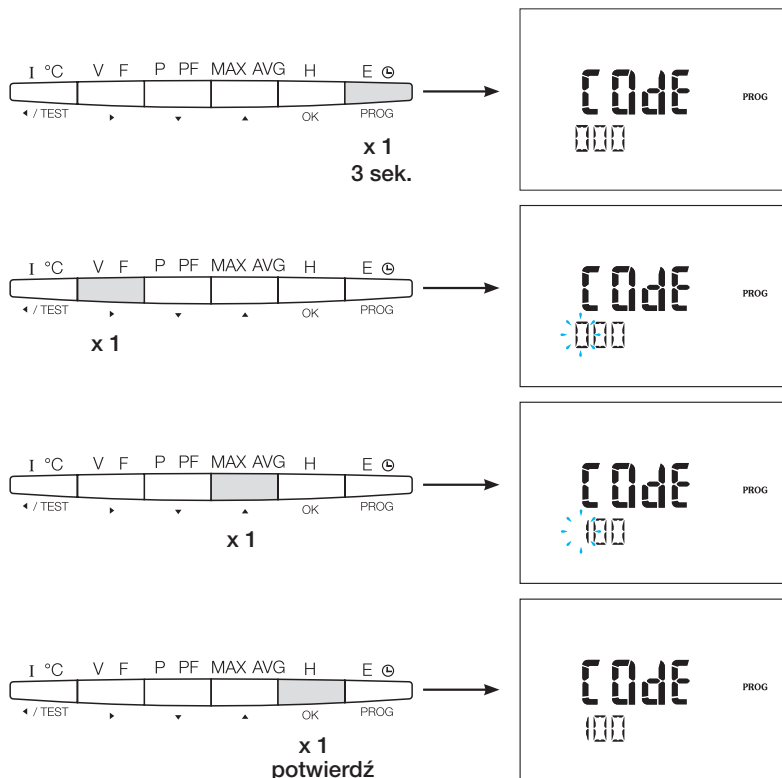 I °C V F P PF MAX AVG H E
/ TEST OK PROG
x 1
3 sek.
COdE
PROG
000
I °C V F P PF MAX AVG H E
/ TEST OK PROG
x 1
COdE
PROG
000
I °C V F P PF MAX AVG H E
/ TEST OK PROG
x 1
COdE
PROG
100
I °C V F P PF MAX AVG H E
/ TEST OK PROG
x 1
potwierdź
COdE
PROG
100